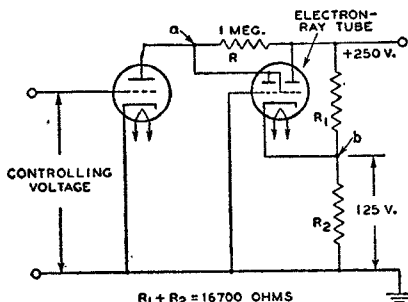 ELECTRON-
RAY TUBE
a
1 MEG.
R
+250 V.
R1
b
CONTROLLING
VOLTAGE
125 V.
R2
R1 + R2 = 16700 OHMS